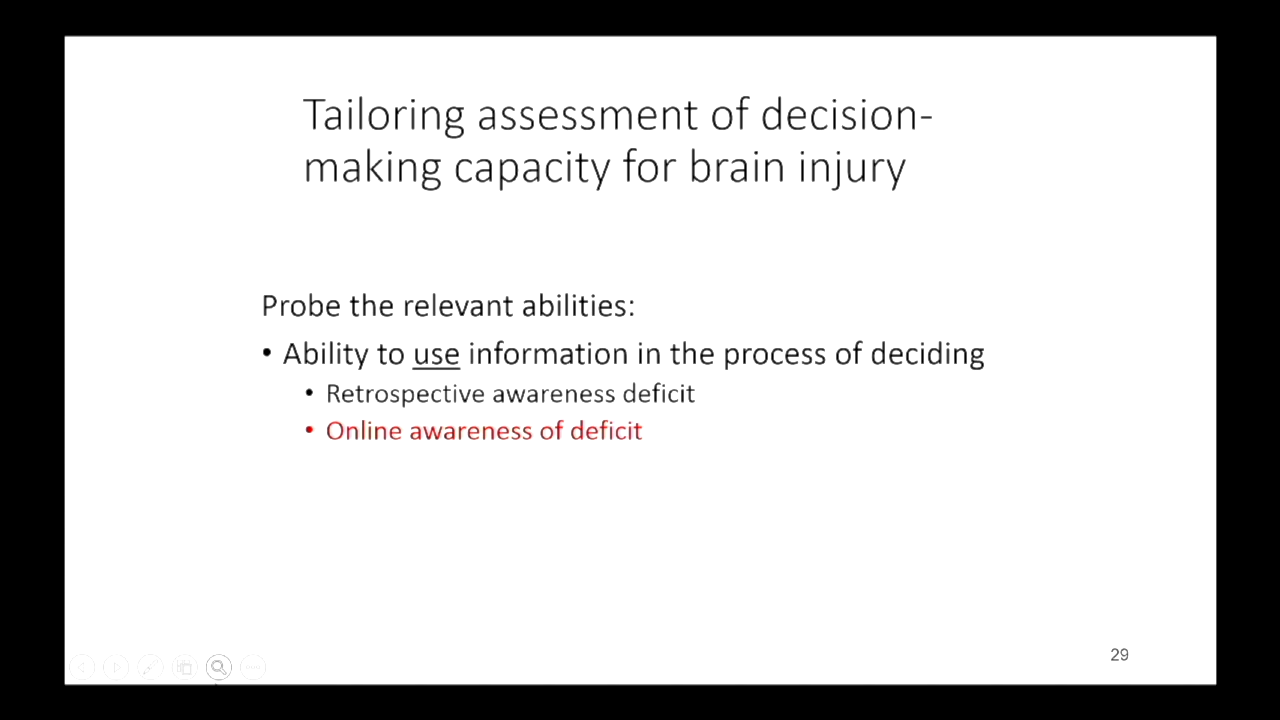 Tailoring assessment of decision-
making capacity for brain injury
Probe the relevant abilities:
• Ability to use information in the process of deciding
• Retrospective awareness deficit
• Online awareness of deficit
29